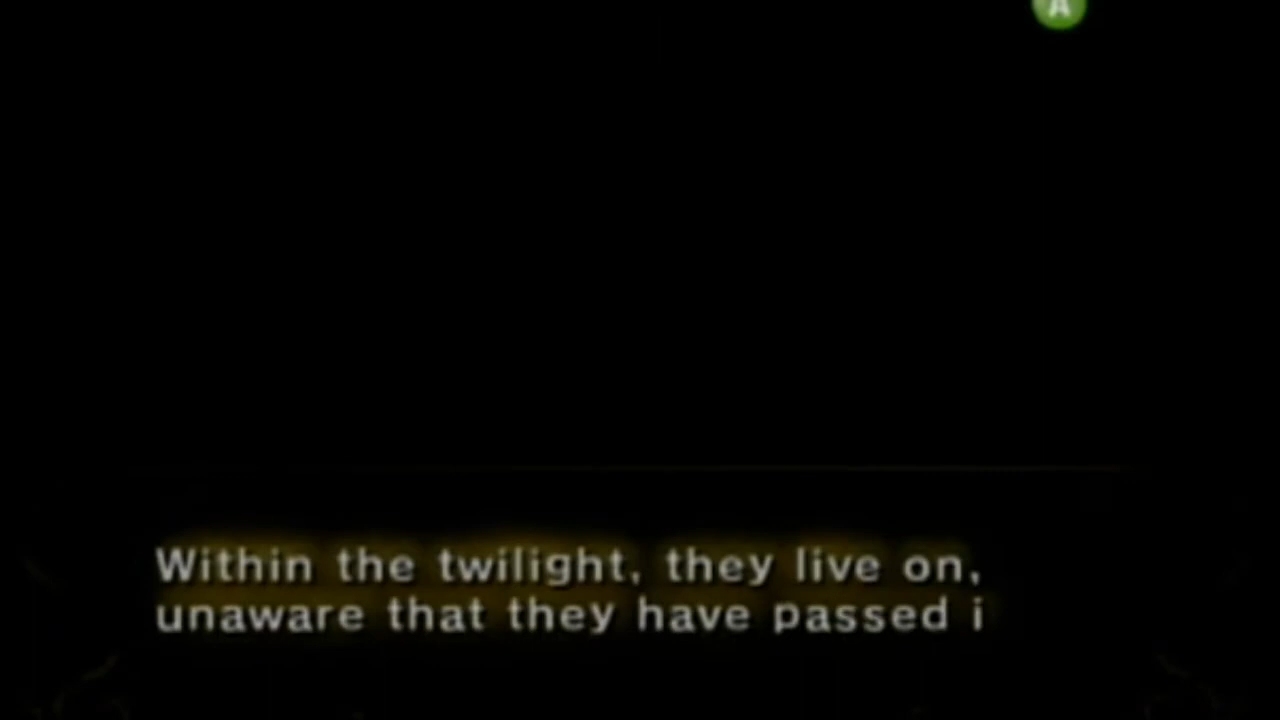 A
Within the twilight, they live on,
unaware that they have passed i